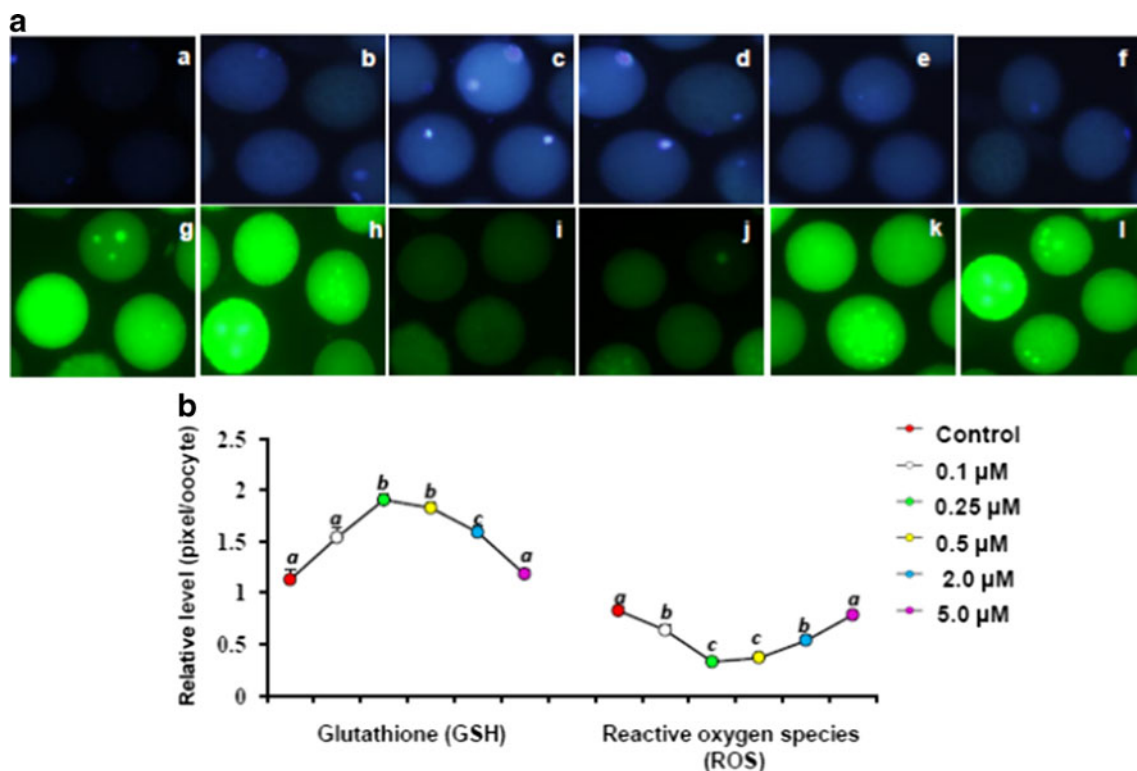 a
a b c d e f
g h i j k l
b
Relative level (pixel/oocyte)
2.5
2
1.5
1
0.5
0
a a b b c a
a b c c b a
Glutathione (GSH)
Reactive oxygen species
(ROS)
Control
0.1 µM
0.25 µM
0.5 µM
2.0 µM
5.0 µM